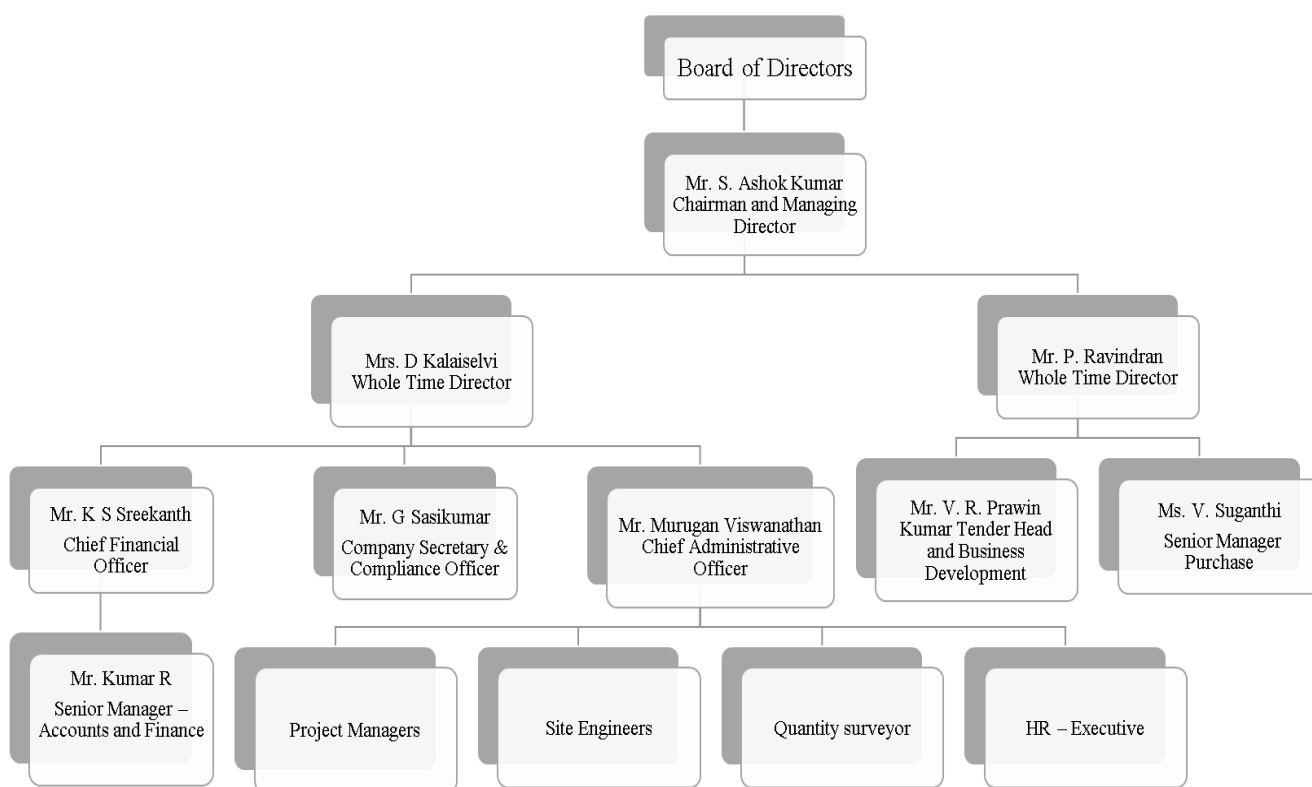 Board of Directors
Mr. S. Ashok Kumar
Chairman and Managing
Director
Mrs. D Kalaiselvi
Whole Time Director
Mr. P. Ravindran
Whole Time Director
Mr. K S Sreekanth
Chief Financial
Officer
Mr. G Sasikumar
Company Secretary &
Compliance Officer
Mr. Murugan Viswanathan
Chief Administrative
Officer
Mr. V. R. Prawin
Kumar Tender Head
and Business
Development
Ms. V. Suganthi
Senior Manager
Purchase
Mr. Kumar R
Senior Manager –
Accounts and Finance
Project Managers
Site Engineers
Quantity surveyor
HR – Executive